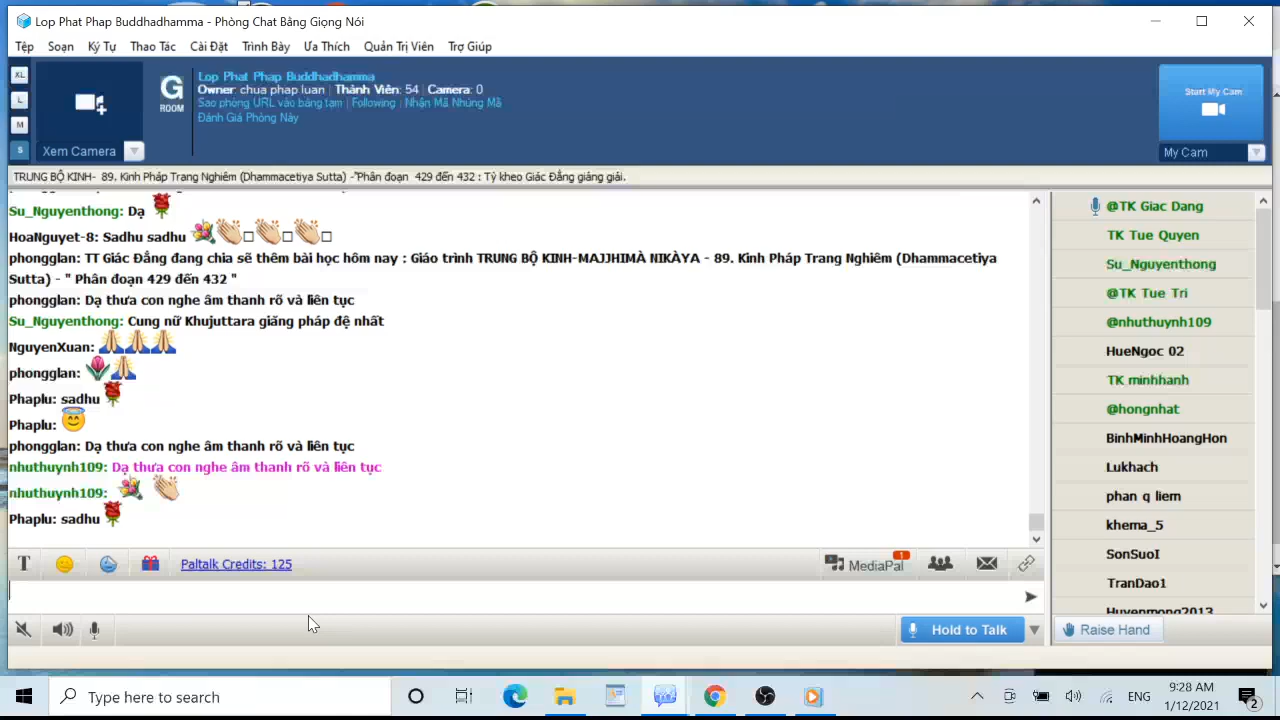 Lop Phat Phap Buddhadhamma - Phòng Chat Bằng Giọng Nói
Tệp Soạn Ký Tự Thao Tác Cài Đặt Trình Bày Ưa Thích Quản Trị Viên Trợ Giúp
XL
L
M
S
Xem Camera
G
ROOM
Lop Phat Phap Buddhadhamma
Owner: chua phap luan | Thành Viên: 54 | Camera: 0
Sao phòng URL vào bảng tạm | Following | Nhận Mã Nhúng Mã
Đánh Giá Phòng Này
Start My Cam
My Cam
TRUNG BỘ KINH- 89. Kinh Pháp Trang Nghiêm (Dhammacetiya Sutta) -"Phân đoạn 429 đến 432 : Tỳ kheo Giác Đẳng giảng giải.
Su_Nguyenthong: Dạ
HoaNguyet-8: Sadhu sadhu
phongglan: TT Giác Đẳng đang chia sẽ thêm bài học hôm nay : Giáo trình TRUNG BỘ KINH-MAJJHIMÀ NIKÀYA - 89. Kinh Pháp Trang Nghiêm (Dhammacetiya
Sutta) - " Phân đoạn 429 đến 432 "
phongglan: Dạ thưa con nghe âm thanh rõ và liên tục
Su_Nguyenthong: Cung nữ Khujuttara giăng pháp đệ nhất
NguyenXuan:
phongglan:
Phaplu: sadhu
Phaplu:
phongglan: Dạ thưa con nghe âm thanh rõ và liên tục
nhuthuynh109: Dạ thưa con nghe âm thanh rõ và liên tục
nhuthuynh109:
Phaplu: sadhu
@TK Giac Dang
TK Tue Quyen
Su_Nguyenthong
@TK Tue Tri
@nhuthuynh109
HueNgoc 02
TK minhhanh
@hongnhat
BinhMinhHoangHon
Lukhach
phan q liem
khema_5
SonSuoI
TranDao1
Huyenmong2013
T Paltalk Credits: 125 MediaPal 1
Hold to Talk
Raise Hand
Type here to search
ENG
9:28 AM
1/12/2021
2